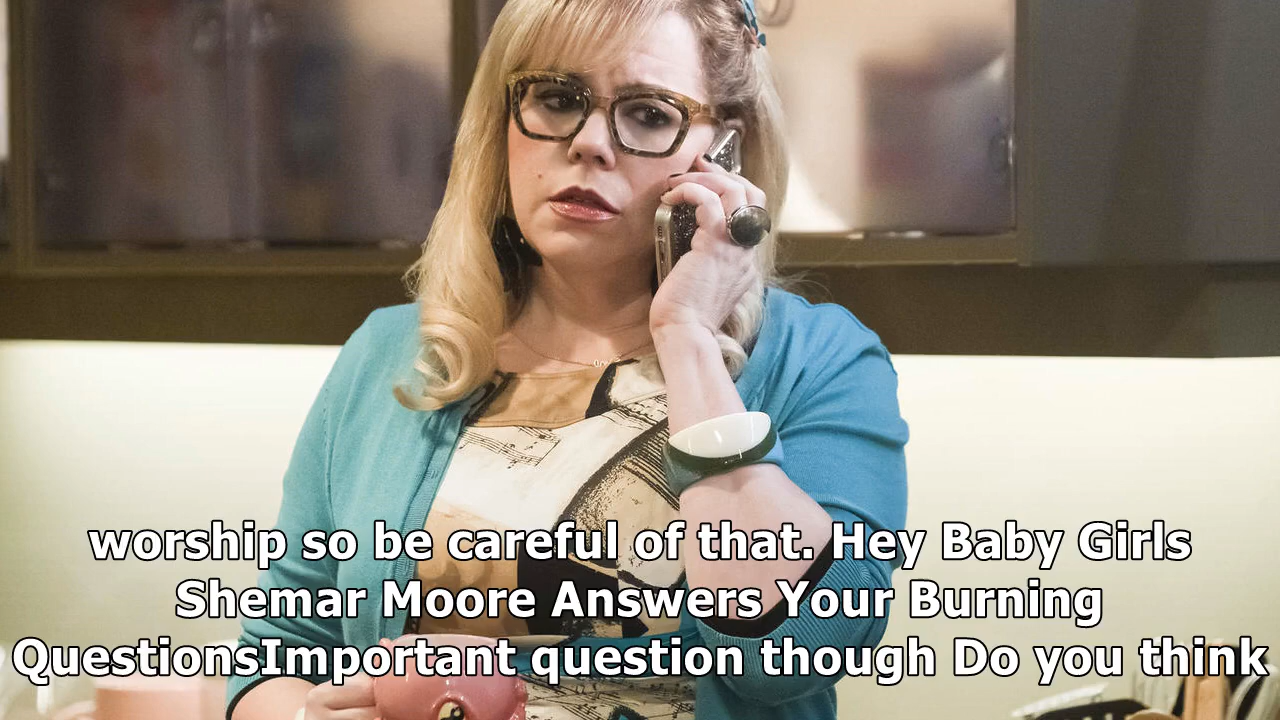 worship so be careful of that. Hey Baby Girls
Shemar Moore Answers Your Burning
QuestionsImportant question though Do you think